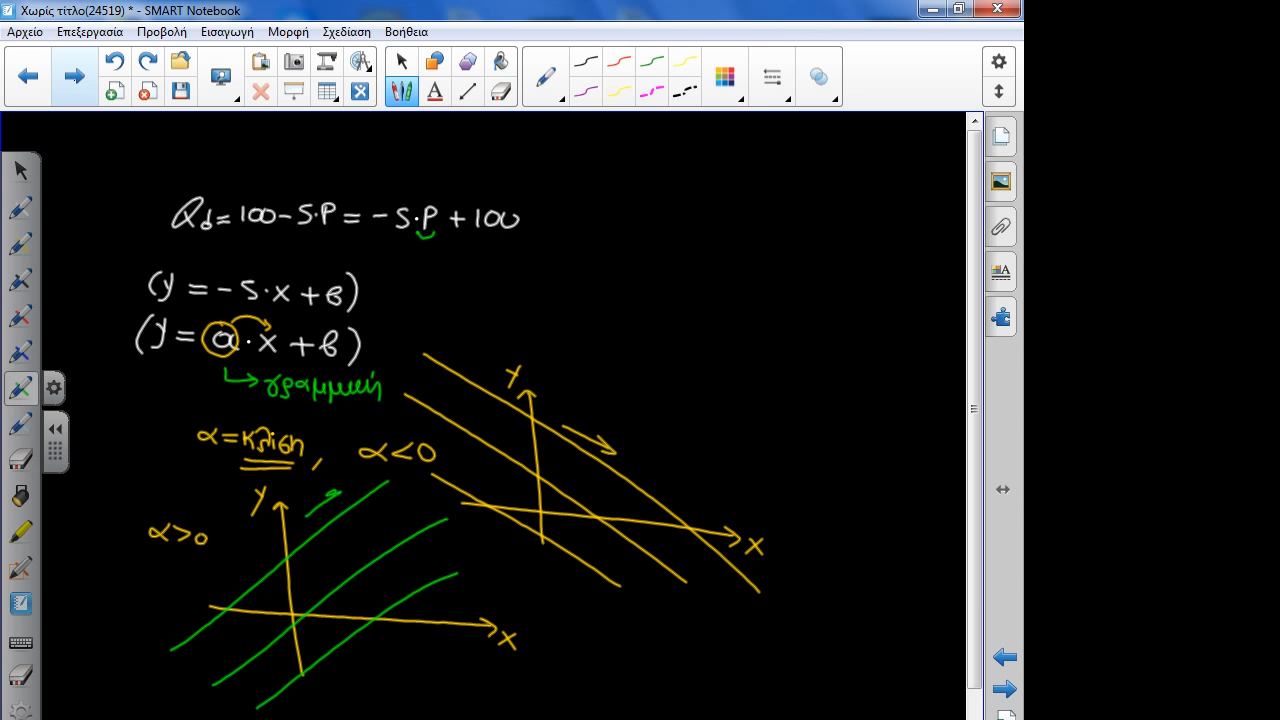 Χωρίς τίτλο(24519) * - SMART Notebook
Αρχείο Επεξεργασία Προβολή Εισαγωγή Μορφή Σχεδίαση Βοήθεια
Qd = 100 - 5·P = - 5·P + 100
(y = - 5·x + β)
(y = α·x + β)
γραμμική
α = κλίση, α < 0
y
x
α > 0
y
x